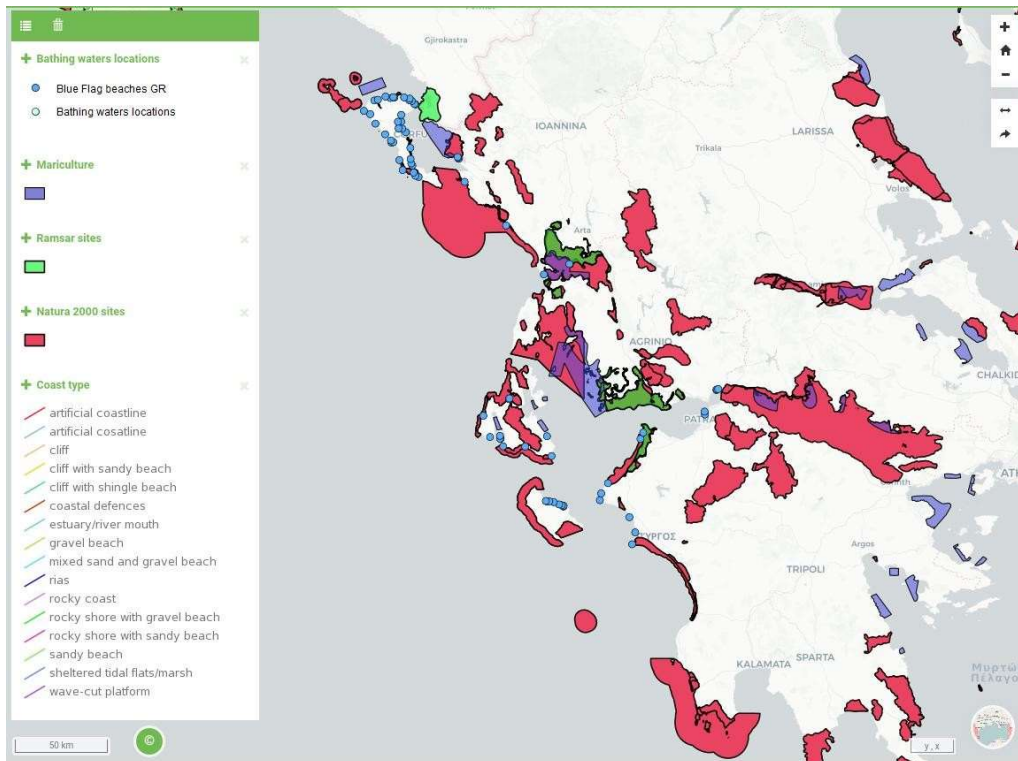 Bathing waters locations
Blue Flag beaches GR
Bathing waters locations
Mariculture
Ramsar sites
Natura 2000 sites
Coast type
artificial coastline
artificial cosatline
cliff
cliff with sandy beach
cliff with shingle beach
coastal defences
estuary/river mouth
gravel beach
mixed sand and gravel beach
rias
rocky coast
rocky shore with gravel beach
rocky shore with sandy beach
sandy beach
sheltered tidal flats/marsh
wave-cut platform
50 km
©
Gjirokastra
IOANNINA
LARISSA
Trikala
Volos
Arta
AGRINIO
CHALKID
PATRA
Argos
TRIPOLI
SPARTA
KALAMATA
Μυρτώ
Πέλαγο
y , x